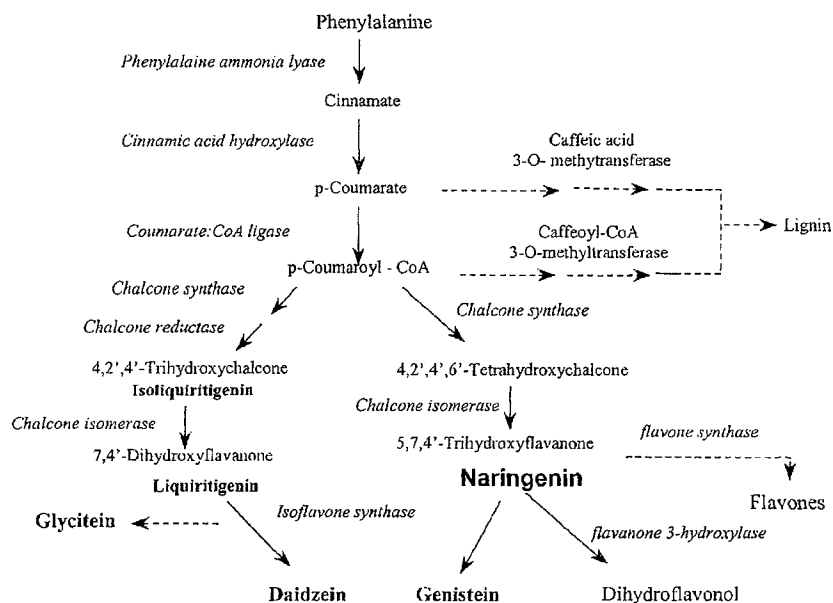 Phenylalanine
Phenylalaine ammonia lyase
Cinnamate
Cinnamic acid hydroxylase
Caffeic acid
3-O- methytransferase
p-Coumarate
Lignin
Coumarate:CoA ligase
Caffeoyl-CoA
3-O-methyltransferase
p-Coumaroyl - CoA
Chalcone synthase
Chalcone synthase
Chalcone reductase
4,2’,4’-Trihydroxychalcone
Isoliquiritigenin
4,2’,4’,6’-Tetrahydroxychalcone
Chalcone isomerase
Chalcone isomerase
7,4’-Dihydroxyflavanone
Liquiritigenin
5,7,4’-Trihydroxyflavanone
Naringenin
flavone synthase
Flavones
Glycitein
Isoflavone synthase
flavanone 3-hydroxylase
Daidzein
Genistein
Dihydroflavonol